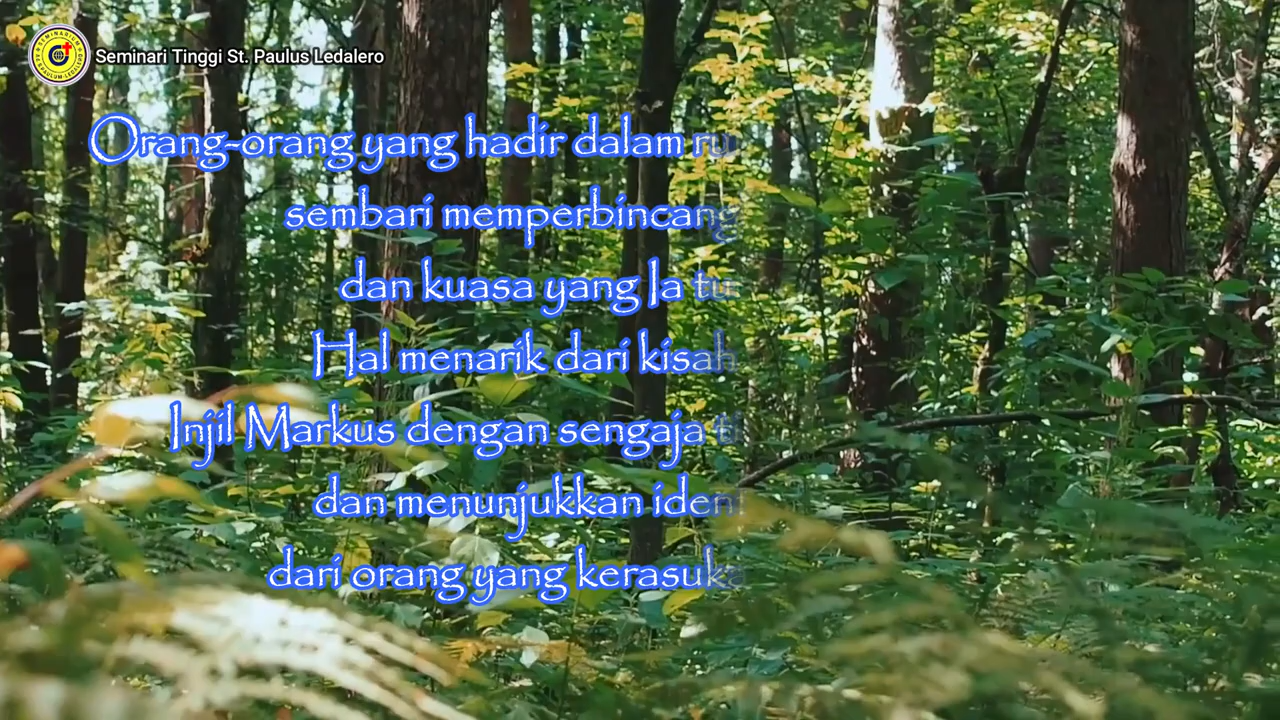 Seminari Tinggi St. Paulus Ledalero
Orang-orang yang hadir dalam
sembari
dan kuasa yang Ia
Hal menarik dari kisah
Injil Markus dengan sengaja
dan menunjukkan
dari orang yang